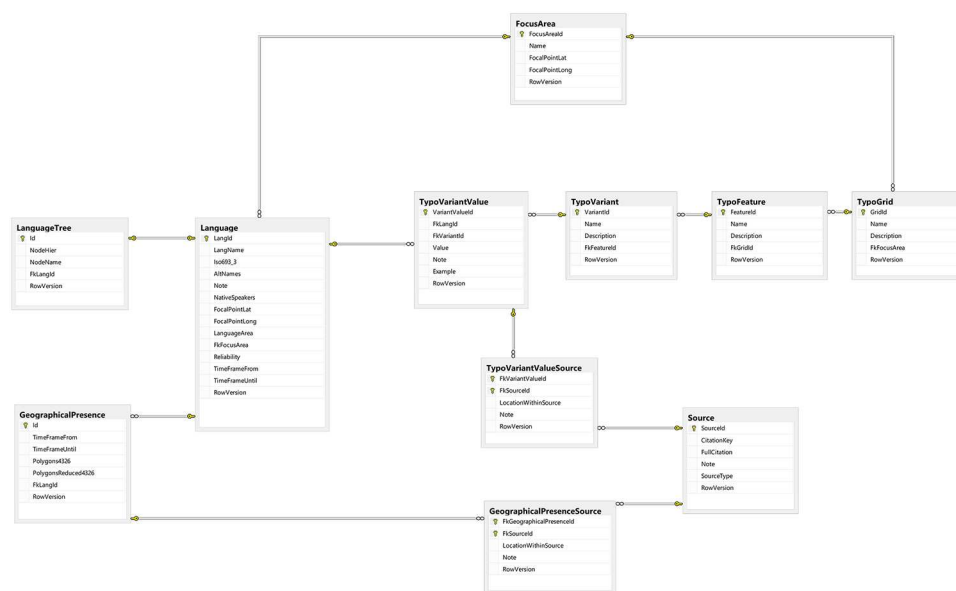 FocusArea
FocusAreaId
Name
FocalPointLat
FocalPointLong
RowVersion
LanguageTree
Id
NodeHier
NodeName
FkLangId
RowVersion
Language
LangId
LangName
Iso693_3
AltNames
Note
NativeSpeakers
FocalPointLat
FocalPointLong
LanguageArea
FkFocusArea
Reliability
TimeFrameFrom
TimeFrameUntil
RowVersion
TypoVariantValue
VariantValueId
FkLangId
FkVariantId
Value
Note
Example
RowVersion
TypoVariant
VariantId
Name
Description
FkFeatureId
RowVersion
TypoFeature
FeatureId
Name
Description
FkGridId
RowVersion
TypoGrid
GridId
Name
Description
FkFocusArea
RowVersion
TypoVariantValueSource
FkVariantValueId
FkSourceId
LocationWithinSource
Note
RowVersion
GeographicalPresence
Id
TimeFrameFrom
TimeFrameUntil
Polygons4326
PolygonsReduced4326
FkLangId
RowVersion
Source
SourceId
CitationKey
FullCitation
Note
SourceType
RowVersion
GeographicalPresenceSource
FkGeographicalPresenceId
FkSourceId
LocationWithinSource
Note
RowVersion